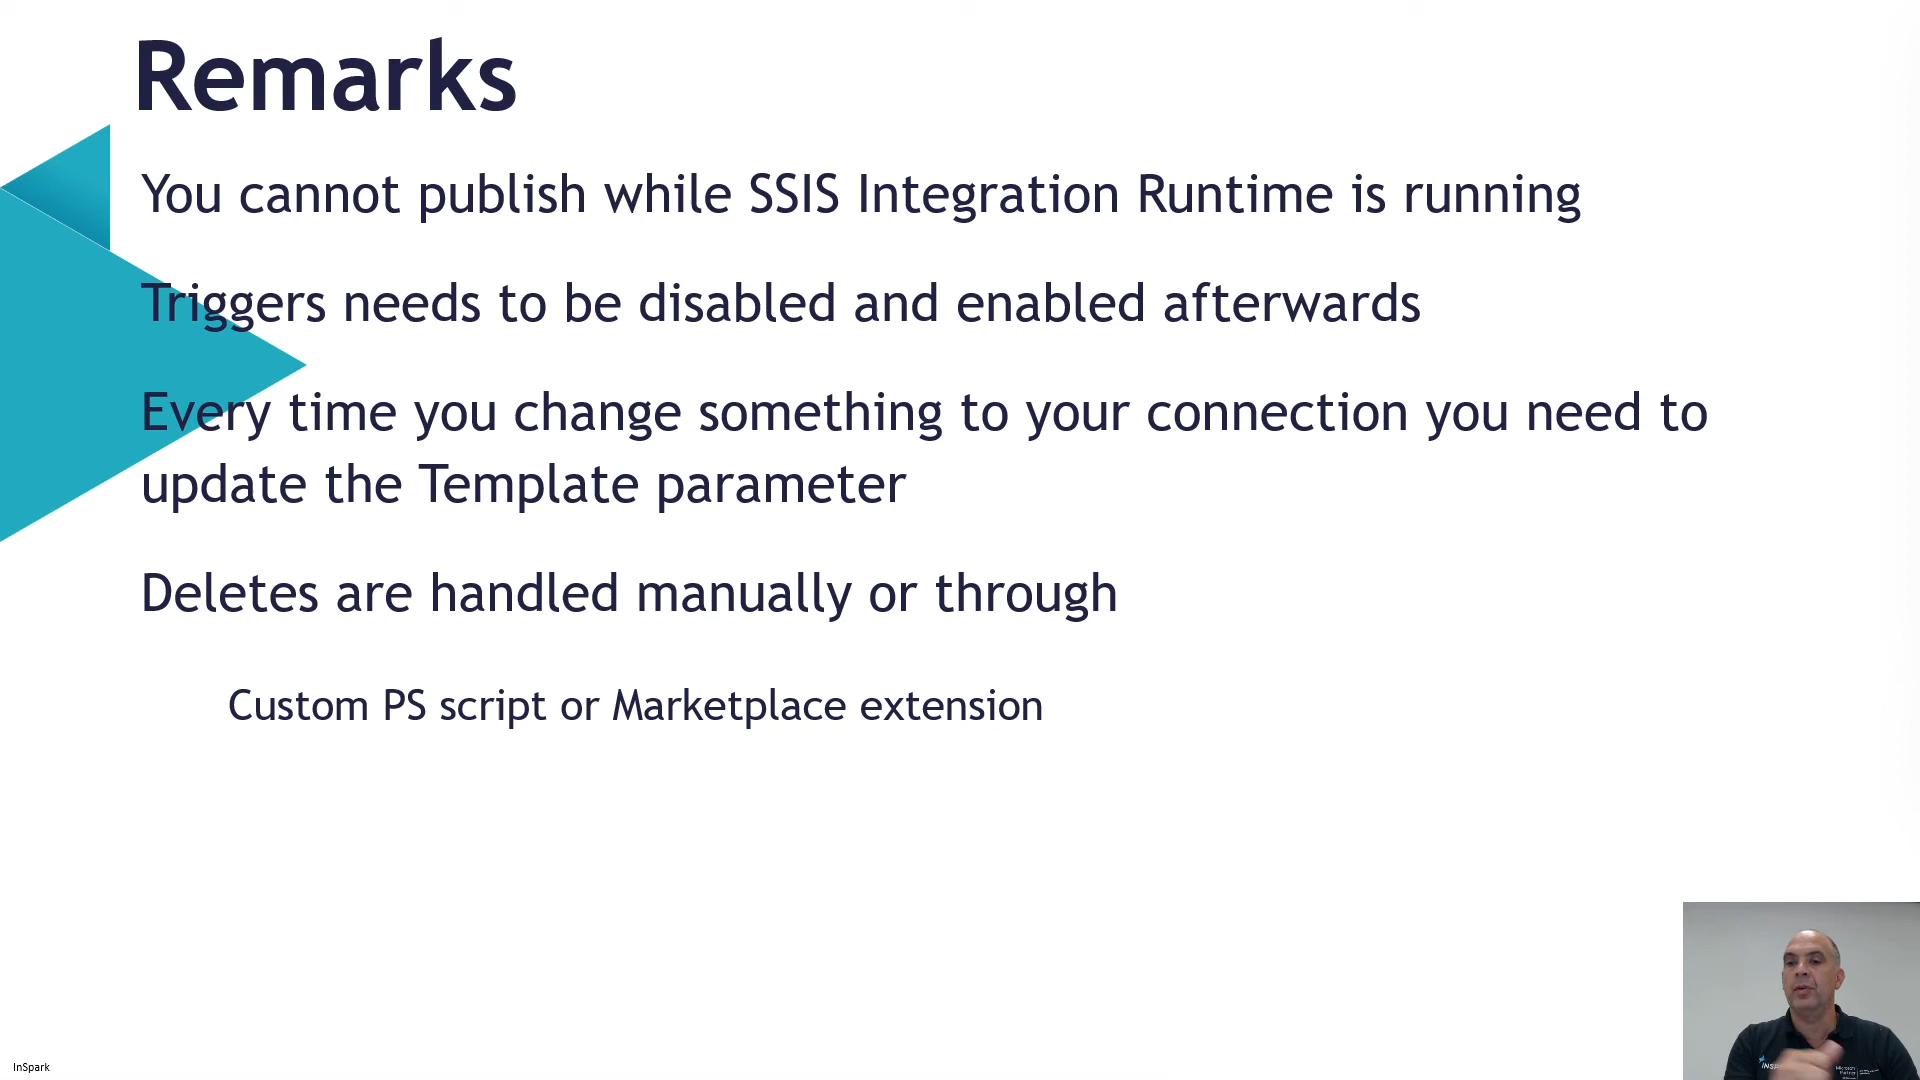 Remarks
You cannot publish while SSIS Integration Runtime is running
Triggers needs to be disabled and enabled afterwards
Every time you change something to your connection you need to
update the Template parameter
Deletes are handled manually or through
Custom PS script or Marketplace extension
InSpark
Microsoft
Partner